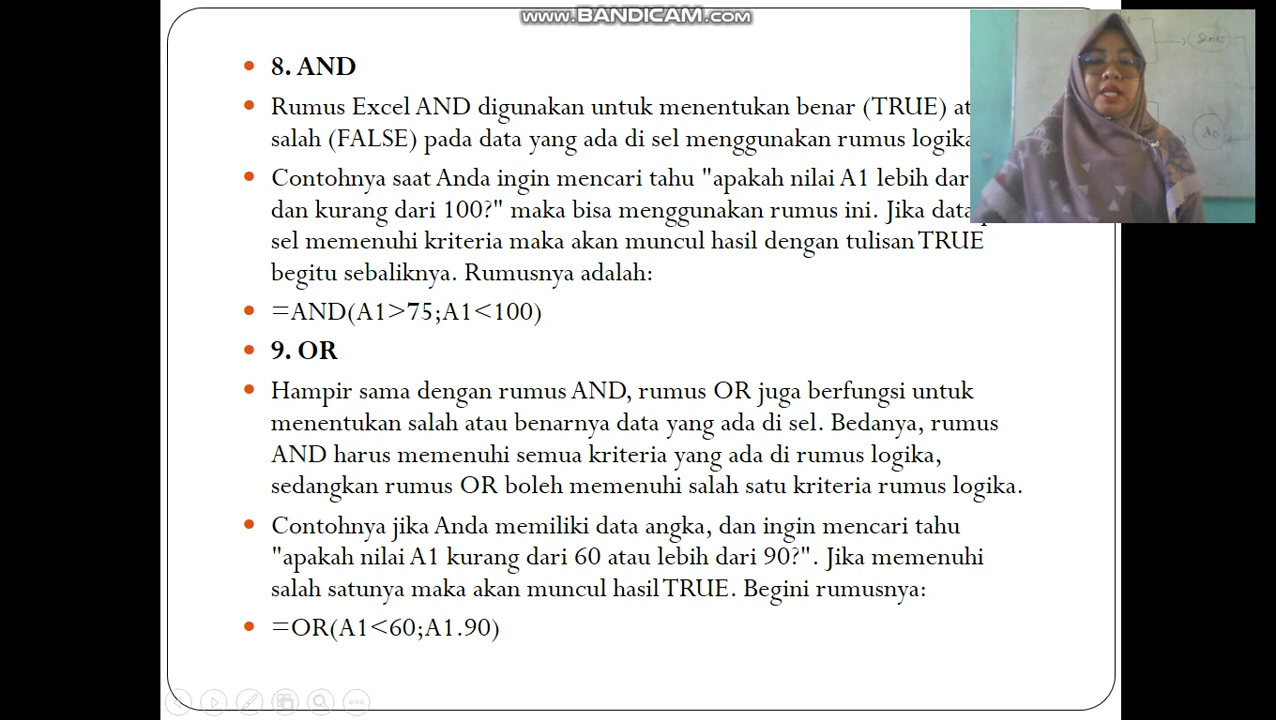 www.BANDICAM.com
8. AND
Rumus Excel AND digunakan untuk menentukan benar (TRUE)
salah (FALSE) pada data yang ada di sel menggunakan rumus logika
Contohnya saat Anda ingin mencari tahu "apakah nilai A1 lebih
dan kurang dari 100?" maka bisa menggunakan rumus ini. Jika data
sel memenuhi kriteria maka akan muncul hasil dengan tulisan TRUE
begitu sebaliknya. Rumusnya adalah:
=AND(A1>75;A1<100)
9. OR
Hampir sama dengan rumus AND, rumus OR juga berfungsi untuk
menentukan salah atau benarnya data yang ada di sel. Bedanya, rumus
AND harus memenuhi semua kriteria yang ada di rumus logika,
sedangkan rumus OR boleh memenuhi salah satu kriteria rumus logika.
Contohnya jika Anda memiliki data angka, dan ingin mencari tahu
"apakah nilai A1 kurang dari 60 atau lebih dari 90?". Jika memenuhi
salah satunya maka akan muncul hasil TRUE. Begini rumusnya:
=OR(A1<60;A1.90)
do